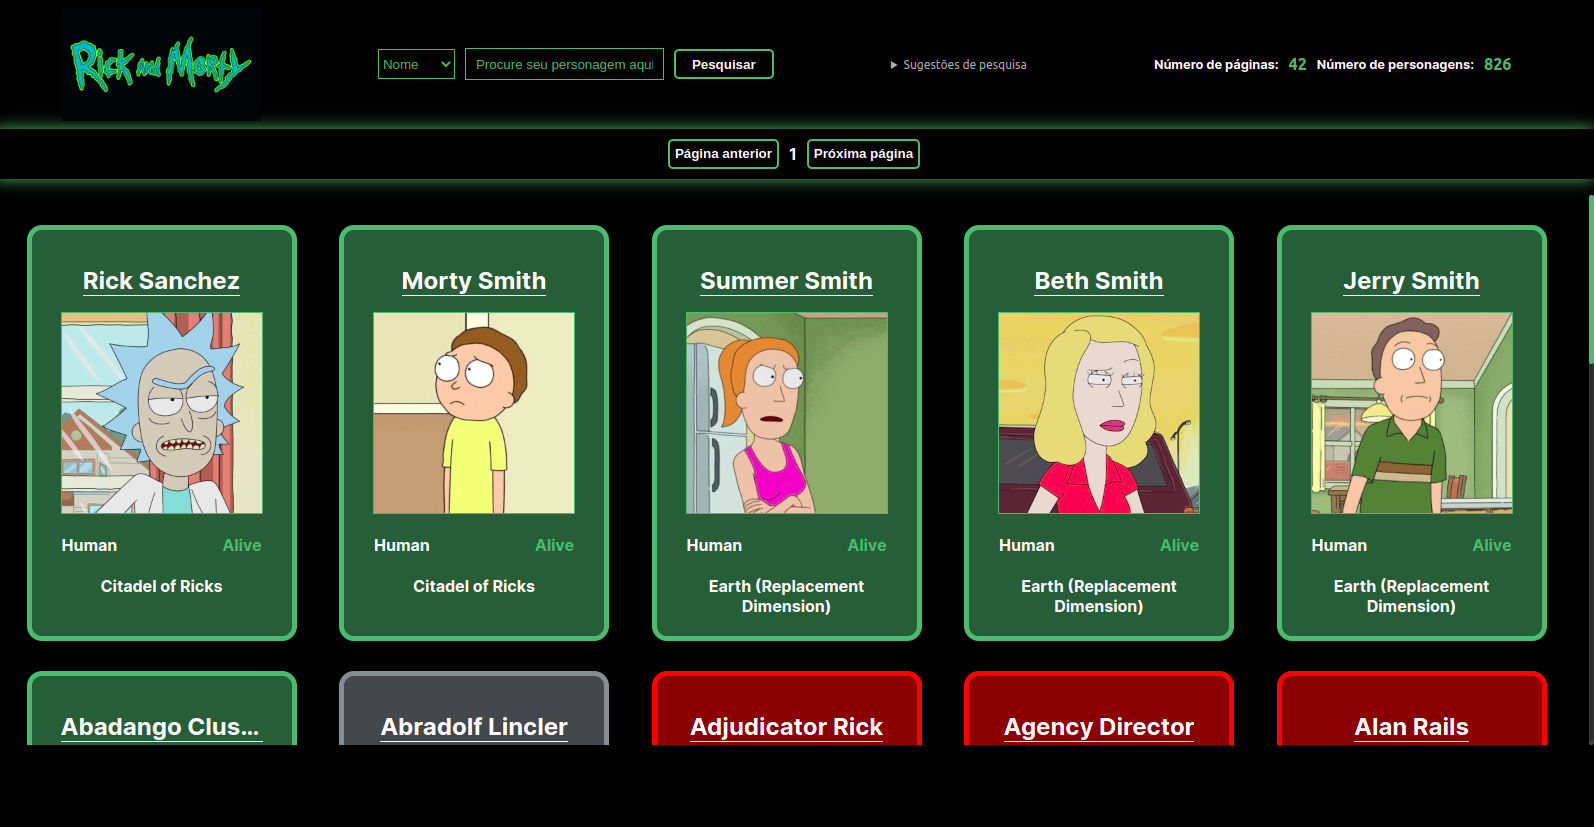 Rick and Morty
Nome
Procure seu personagem aqui
Pesquisar
▶ Sugestões de pesquisa
Número de páginas: 42 Número de personagens: 826
Página anterior 1 Próxima página
Rick Sanchez
Human Alive
Citadel of Ricks
Morty Smith
Human Alive
Citadel of Ricks
Summer Smith
Human Alive
Earth (Replacement
Dimension)
Beth Smith
Human Alive
Earth (Replacement
Dimension)
Jerry Smith
Human Alive
Earth (Replacement
Dimension)
Abadango Clus...
Abradolf Lincler
Adjudicator Rick
Agency Director
Alan Rails